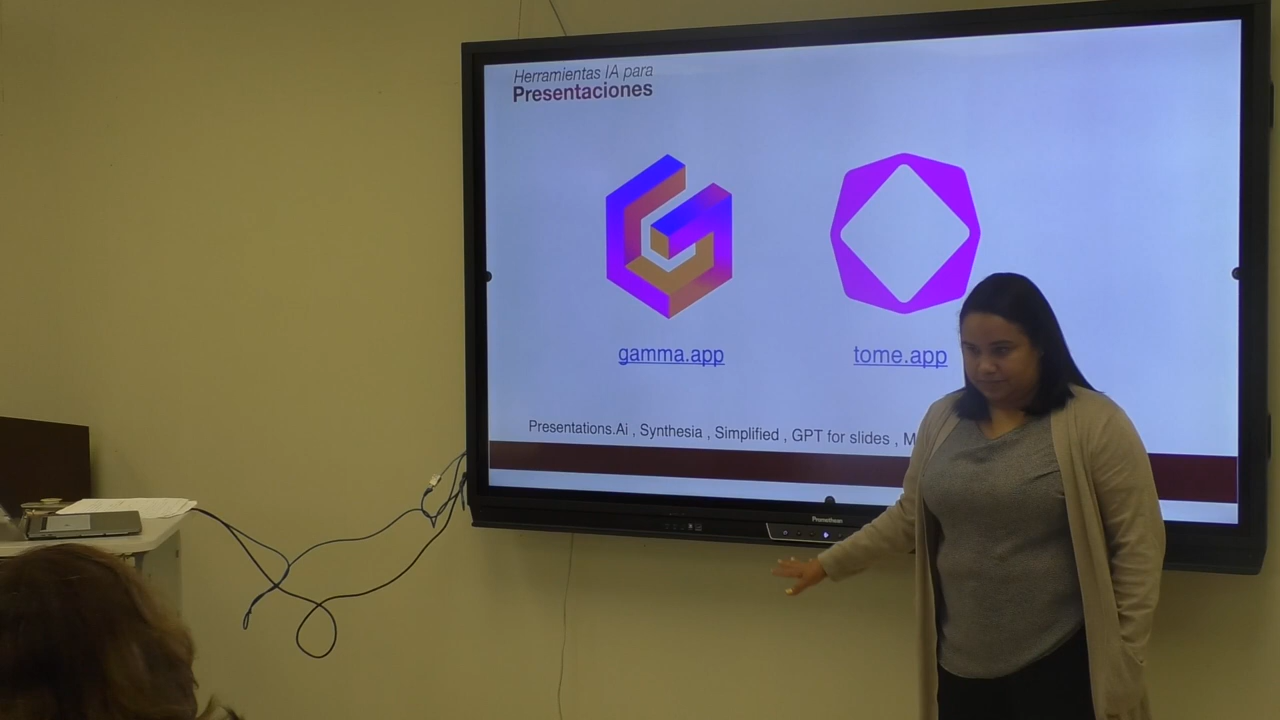 Herramientas IA para
Presentaciones
gamma.app
tome.app
Presentations.Ai , Synthesia , Simplified , GPT for slides , M
Promethean